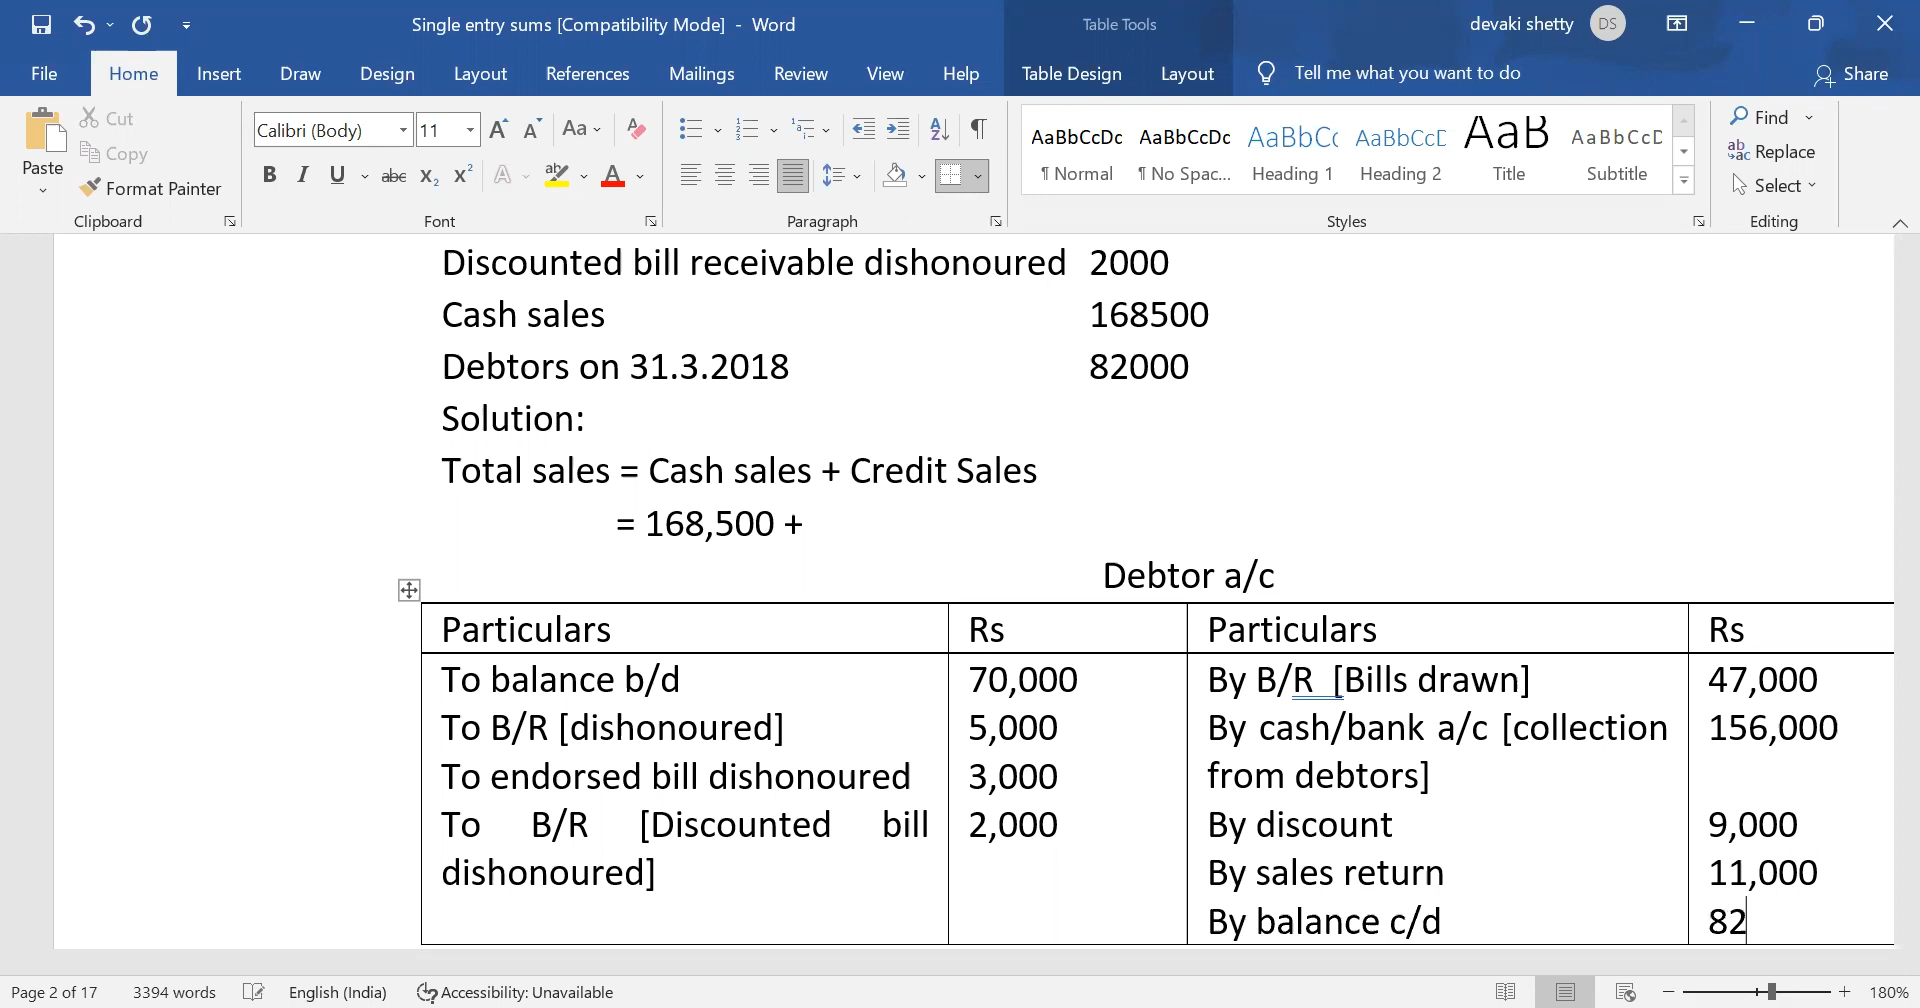 Single entry sums [Compatibility Mode] - Word
Table Tools
devaki shetty DS
File Home Insert Draw Design Layout References Mailings Review View Help Table Design Layout Tell me what you want to do Share
Cut
Copy
Format Painter
Paste
Clipboard
Calibri (Body) 11
Font
Paragraph
AaBbCcDc AaBbCcDc AaBbC AaBbCcD AaB AaBbCcD
¶ Normal ¶ No Spac... Heading 1 Heading 2 Title Subtitle
Styles
Find
Replace
Select
Editing
Discounted bill receivable dishonoured 2000
Cash sales 168500
Debtors on 31.3.2018 82000
Solution:
Total sales = Cash sales + Credit Sales
= 168,500 +
Debtor a/c
Particulars Rs Particulars Rs
To balance b/d 70,000 By B/R [Bills drawn] 47,000
To B/R [dishonoured] 5,000 By cash/bank a/c [collection 156,000
To endorsed bill dishonoured 3,000 from debtors]
To B/R [Discounted bill 2,000 By discount 9,000
dishonoured] By sales return 11,000
By balance c/d 82
Page 2 of 17 3394 words English (India) Accessibility: Unavailable 180%